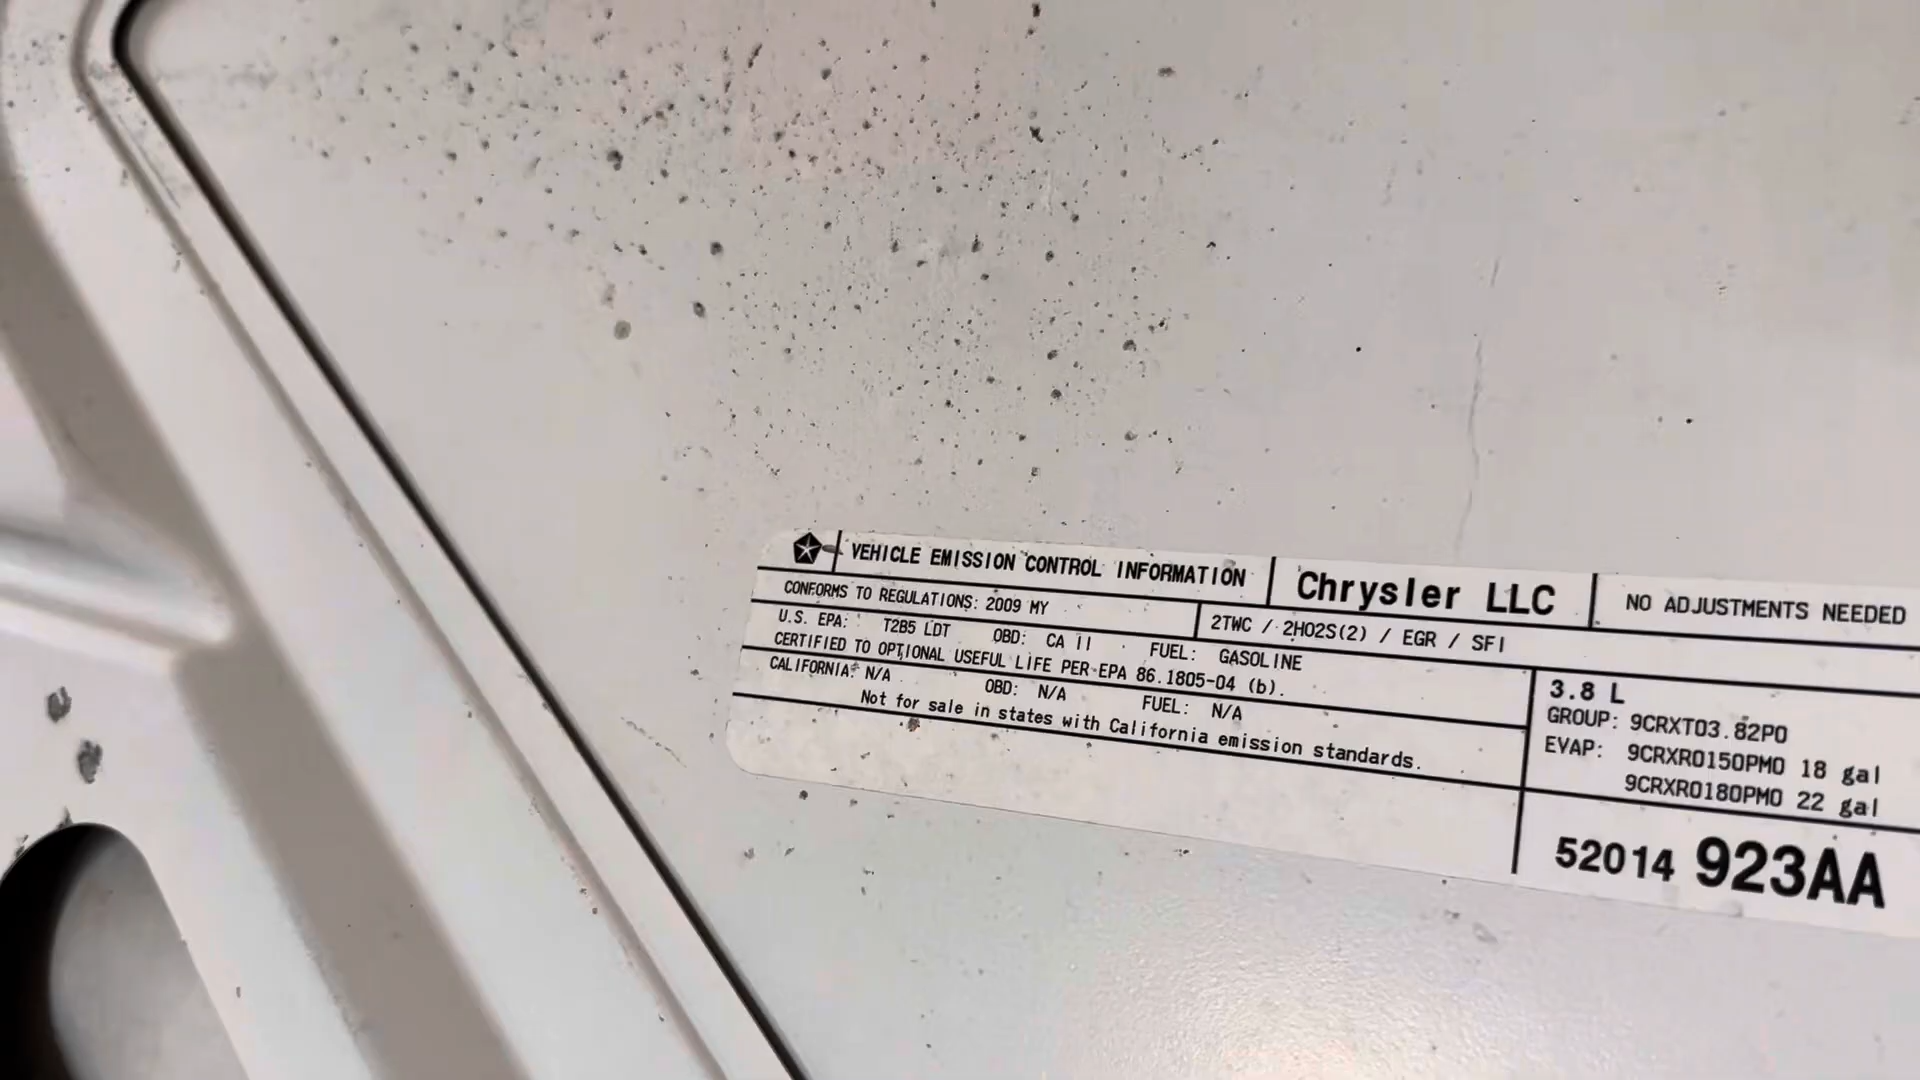 VEHICLE EMISSION CONTROL INFORMATION Chrysler LLC NO ADJUSTMENTS NEEDED
CONFORMS TO REGULATIONS: 2009 MY 2TWC / 2HO2S(2) / EGR / SFI
U.S. EPA: T2B5 LDT OBD: CA II FUEL: GASOLINE
CERTIFIED TO OPTIONAL USEFUL LIFE PER EPA 86.1805-04 (b).
CALIFORNIA: N/A OBD: N/A FUEL: N/A
Not for sale in states with California emission standards.
3.8 L
GROUP: 9CRXT03.82P0
EVAP: 9CRXR0150PM0 18 gal
9CRXR0180PM0 22 gal
52014 923AA